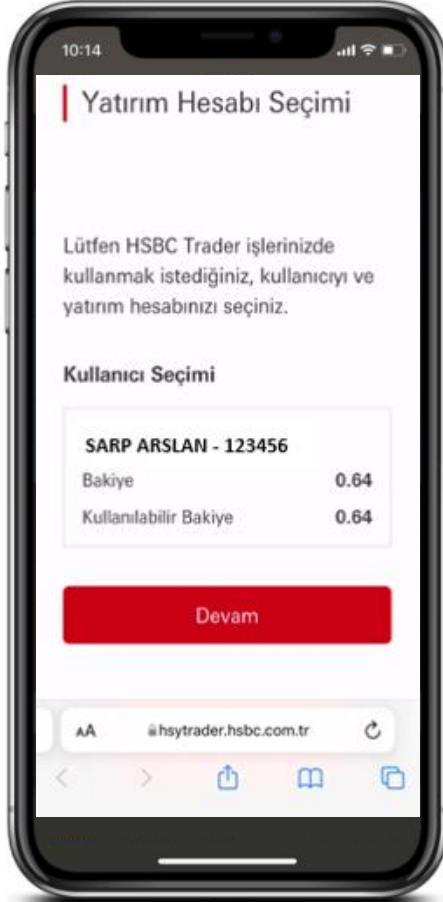 10:14
Yatırım Hesabı Seçimi
Lütfen HSBC Trader işlerinizde
kullanmak istediğiniz, kullanıcıyı ve
yatırım hesabınızı seçiniz.
Kullanıcı Seçimi
SARP ARSLAN - 123456
Bakiye 0.64
Kullanılabilir Bakiye 0.64
Devam
AA hsytrader.hsbc.com.tr